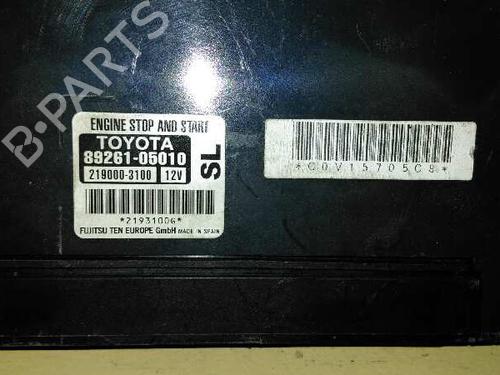 B-PARTS
ENGINE STOP AND START
TOYOTA
89261-05010
219000-3100 12V
SL
*2193100G*
FUJITSU TEN EUROPE GmbH MADE IN SPAIN
*C0V15705C8*